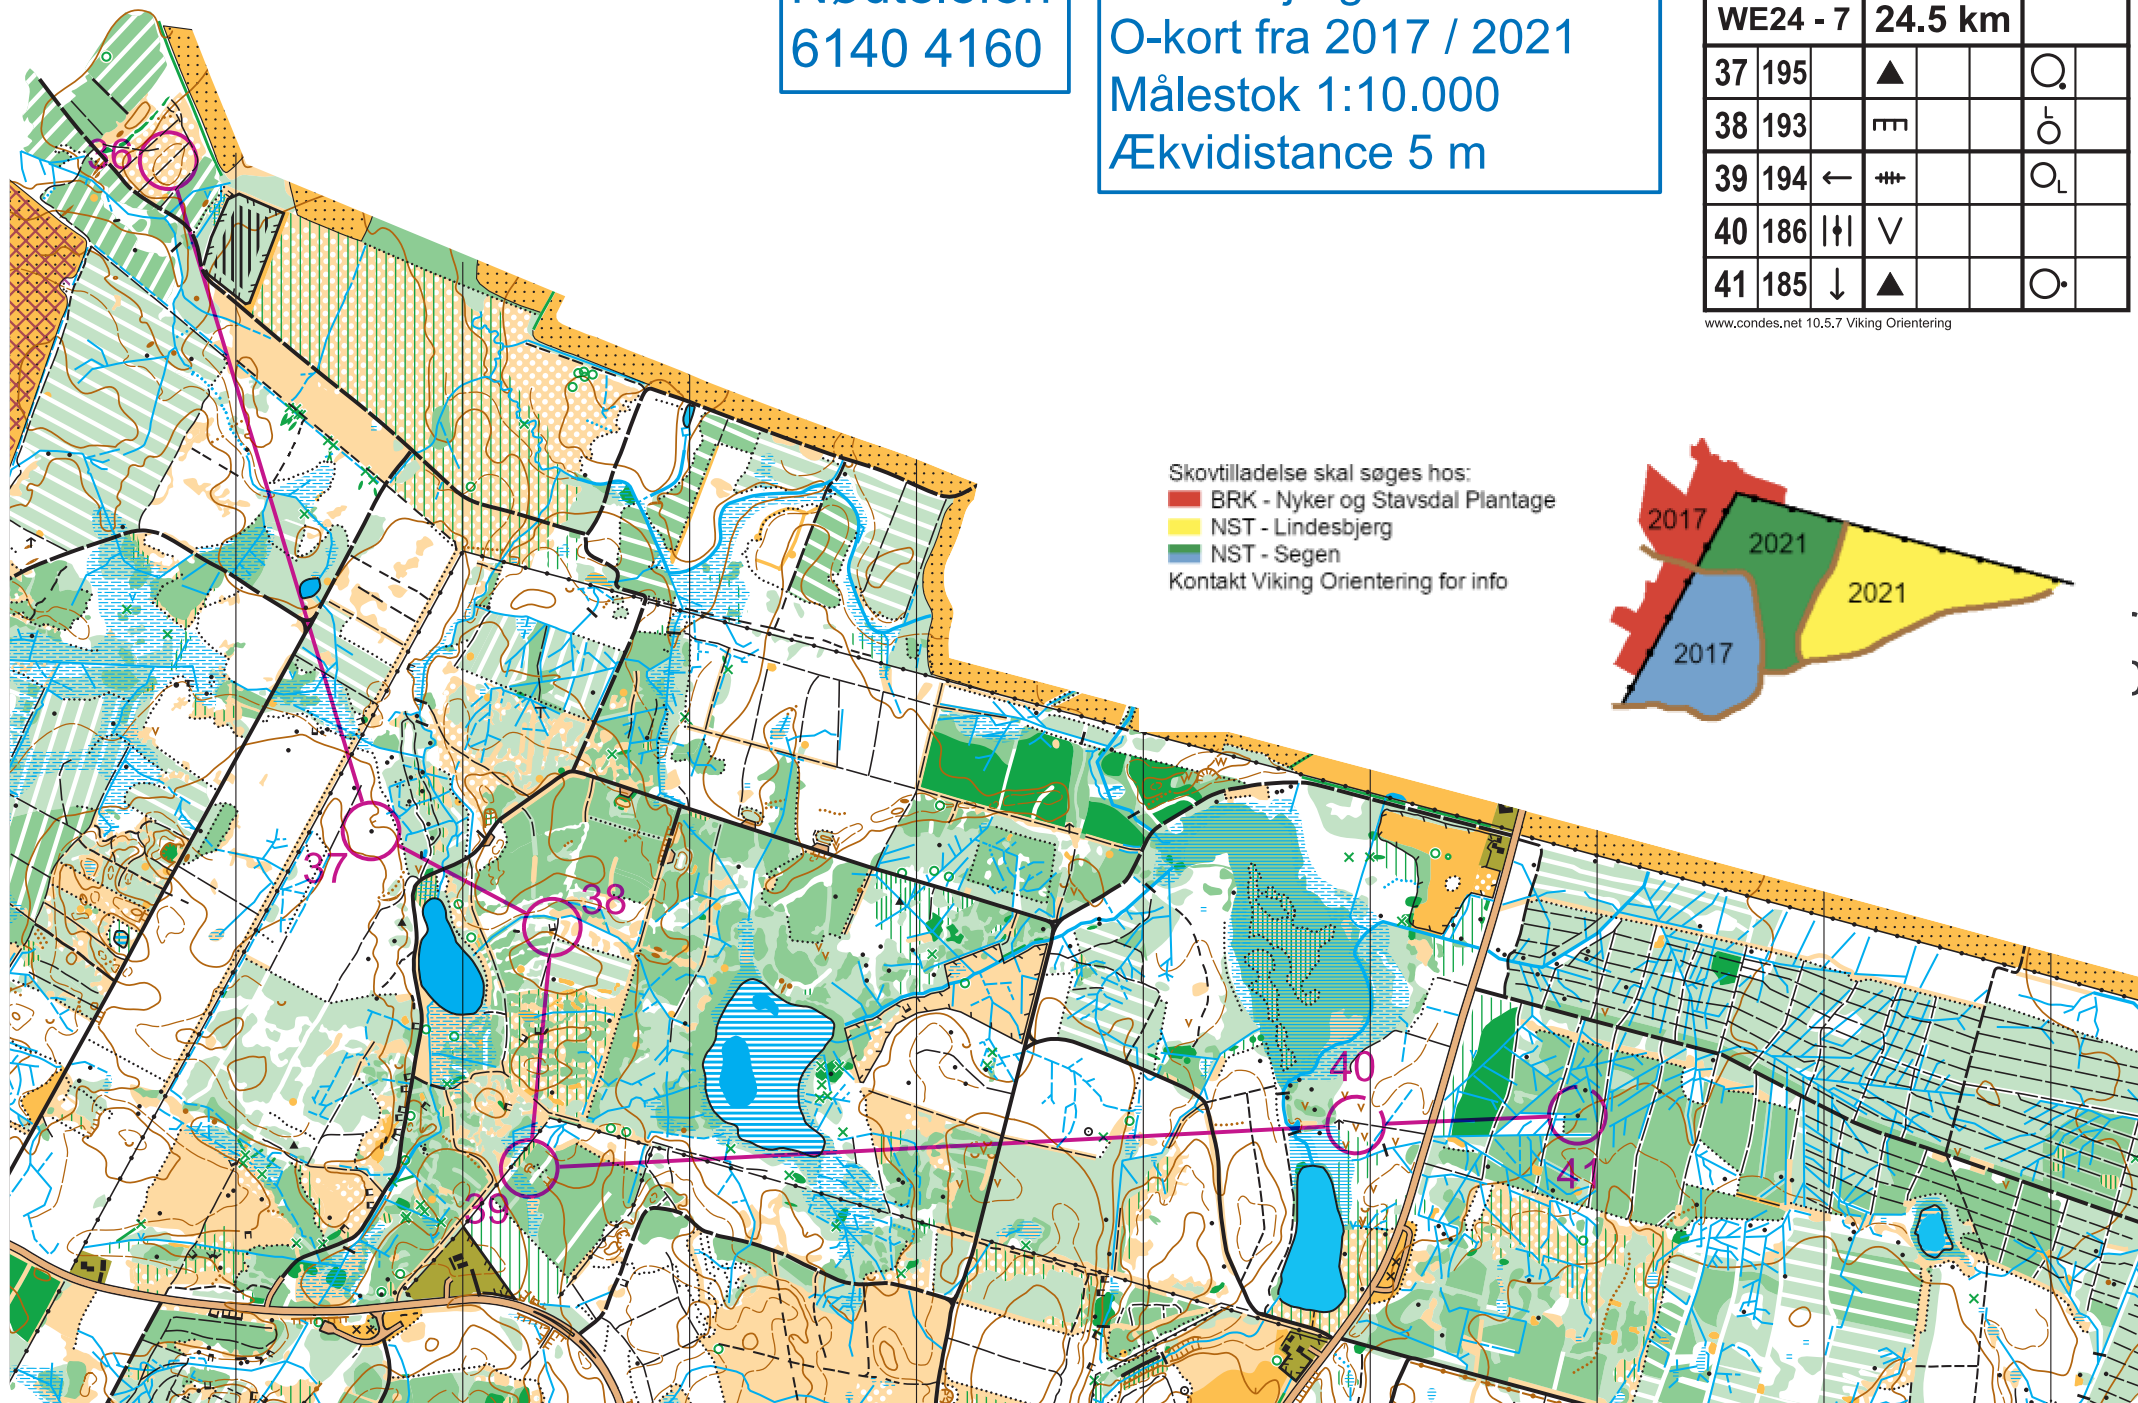 6140 4160
O-kort fra 2017 / 2021
Målestok 1:10.000
Ækvidistance 5 m
WE24 - 7 24.5 km
37 195
38 193
39 194
40 186
41 185
www.condes.net 10.5.7 Viking Orientering
Skovtilladelse skal søges hos:
BRK - Nyker og Stavsdal Plantage
NST - Lindesbjerg
NST - Segen
Kontakt Viking Orientering for info
2017
2021
2021
2017
36
37
38
39
40
41